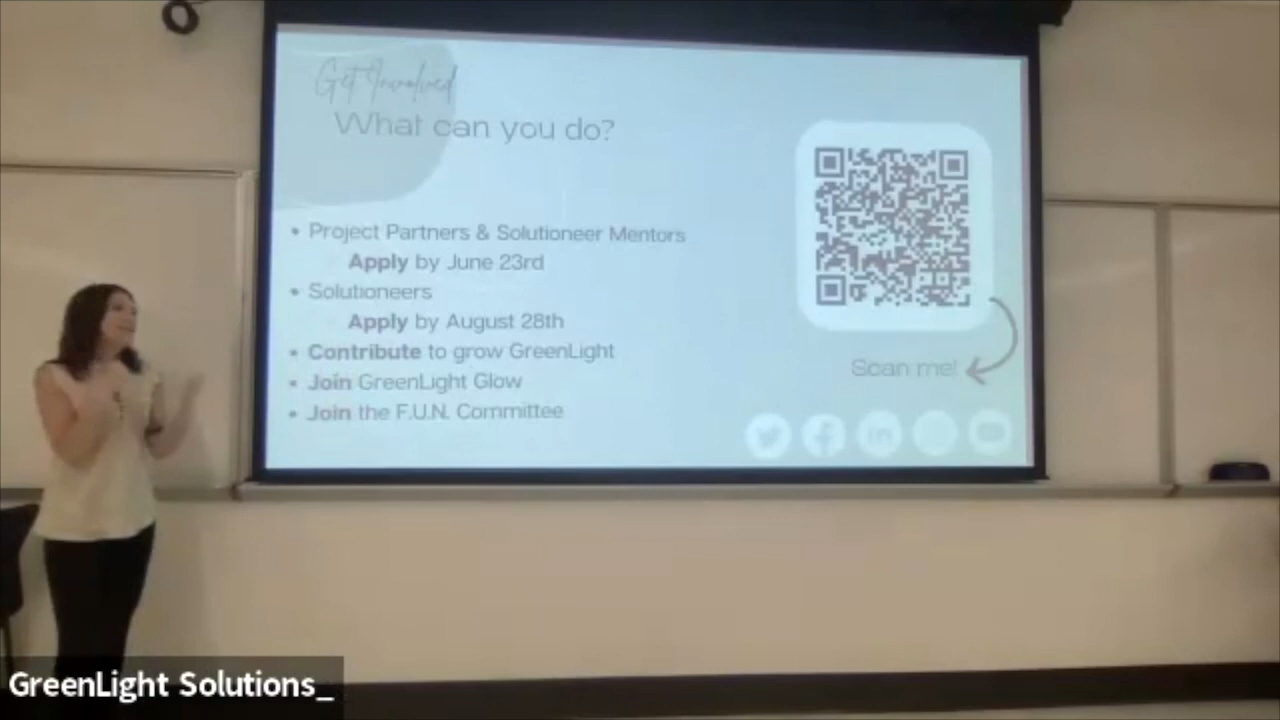 Get Involved
What can you do?
• Project Partners & Solutioneer Mentors
Apply by June 23rd
• Solutioneers
Apply by August 28th
• Contribute to grow GreenLight
• Join GreenLight Glow
• Join the F.U.N. Committee
Scan me!
GreenLight Solutions_